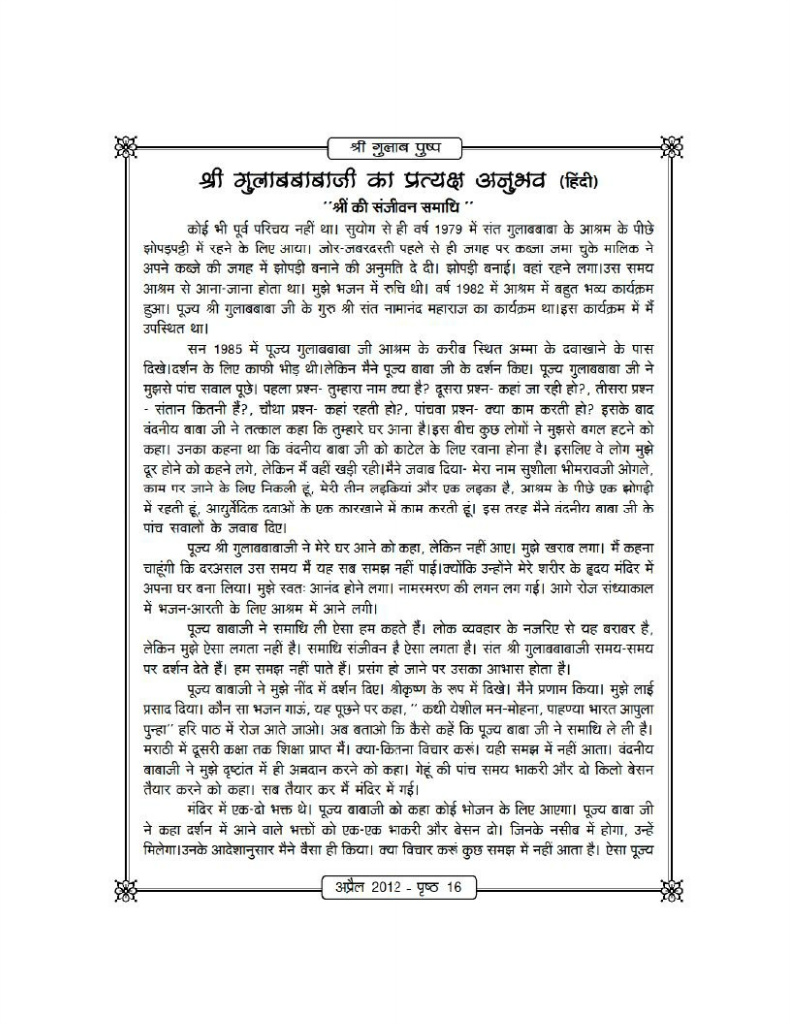 श्री गुलाब पुष्प
श्री गुलाबबाबाजी का प्रत्यक्ष अनुभव (हिंदी)
''श्रीं की संजीवन समाधि ''
कोई भी पूर्व परिचय नहीं था। सुयोग से ही वर्ष 1979 में संत गुलाबबाबा के आश्रम के पीछे
झोपड़पट्टी में रहने के लिए आया। जोर-जबरदस्ती पहले से ही जगह पर कब्जा जमा चुके मालिक ने
अपने कब्जे की जगह में झोपड़ी बनाने की अनुमति दे दी। झोपड़ी बनाई। वहां रहने लगा।उस समय
आश्रम से आना-जाना होता था। मुझे भजन में रुचि थी। वर्ष 1982 में आश्रम में बहुत भव्य कार्यक्रम
हुआ। पूज्य श्री गुलाबबाबा जी के गुरु श्री संत नामानंद महाराज का कार्यक्रम था।इस कार्यक्रम में मैं
उपस्थित था।
सन 1985 में पूज्य गुलाबबाबा जी आश्रम के करीब स्थित अम्मा के दवाखाने के पास
दिखे।दर्शन के लिए काफी भीड़ थी।लेकिन मैने पूज्य बाबा जी के दर्शन किए। पूज्य गुलाबबाबा जी ने
मुझसे पांच सवाल पूछे। पहला प्रश्न- तुम्हारा नाम क्या है? दूसरा प्रश्न- कहां जा रही हो?, तीसरा प्रश्न
- संतान कितनी हैं?, चौथा प्रश्न- कहां रहती हो?, पांचवा प्रश्न- क्या काम करती हो? इसके बाद
वंदनीय बाबा जी ने तत्काल कहा कि तुम्हारे घर आना है।इस बीच कुछ लोगों ने मुझसे बगल हटने को
कहा। उनका कहना था कि वंदनीय बाबा जी को काटेल के लिए रवाना होना है। इसलिए वे लोग मुझे
दूर होने को कहने लगे, लेकिन मैं वहीं खड़ी रही।मैने जवाब दिया- मेरा नाम सुशीला भीमरावजी ओगले,
काम पर जाने के लिए निकली हूं, मेरी तीन लड़कियां और एक लड़का है, आश्रम के पीछे एक झोपड़ी
में रहती हूं, आयुर्वेदिक दवाओं के एक कारखाने में काम करती हूं। इस तरह मैने वंदनीय बाबा जी के
पांच सवालों के जवाब दिए।
पूज्य श्री गुलाबबाबाजी ने मेरे घर आने को कहा, लेकिन नहीं आए। मुझे खराब लगा। मैं कहना
चाहूंगी कि दरअसल उस समय मैं यह सब समझ नहीं पाई।क्योंकि उन्होंने मेरे शरीर के हृदय मंदिर में
अपना घर बना लिया। मुझे स्वतः आनंद होने लगा। नामस्मरण की लगन लग गई। आगे रोज संध्याकाल
में भजन-आरती के लिए आश्रम में आने लगी।
पूज्य बाबाजी ने समाधि ली ऐसा हम कहते हैं। लोक व्यवहार के नजरिए से यह बराबर है,
लेकिन मुझे ऐसा लगता नहीं है। समाधि संजीवन है ऐसा लगता है। संत श्री गुलाबबाबाजी समय-समय
पर दर्शन देते हैं। हम समझ नहीं पाते हैं। प्रसंग हो जाने पर उसका आभास होता है।
पूज्य बाबाजी ने मुझे नींद में दर्शन दिए। श्रीकृष्ण के रूप में दिखे। मैने प्रणाम किया। मुझे लाई
प्रसाद दिया। कौन सा भजन गाऊं, यह पूछने पर कहा, '' कधी येशील मन-मोहना, पाहण्या भारत आपुला
पुन्हा'' हरि पाठ में रोज आते जाओ। अब बताओ कि कैसे कहें कि पूज्य बाबा जी ने समाधि ले ली है।
मराठी में दूसरी कक्षा तक शिक्षा प्राप्त मैं। क्या-कितना विचार करूं। यही समझ में नहीं आता। वंदनीय
बाबाजी ने मुझे दृष्टांत में ही अन्नदान करने को कहा। गेहूं की पांच समय भाकरी और दो किलो बेसन
तैयार करने को कहा। सब तैयार कर मैं मंदिर में गई।
मंदिर में एक-दो भक्त थे। पूज्य बाबाजी को कहा कोई भोजन के लिए आएगा। पूज्य बाबा जी
ने कहा दर्शन में आने वाले भक्तों को एक-एक भाकरी और बेसन दो। जिनके नसीब में होगा, उन्हें
मिलेगा।उनके आदेशानुसार मैने वैसा ही किया। क्या विचार करूं कुछ समझ में नहीं आता है। ऐसा पूज्य
अप्रैल 2012 - पृष्ठ 16